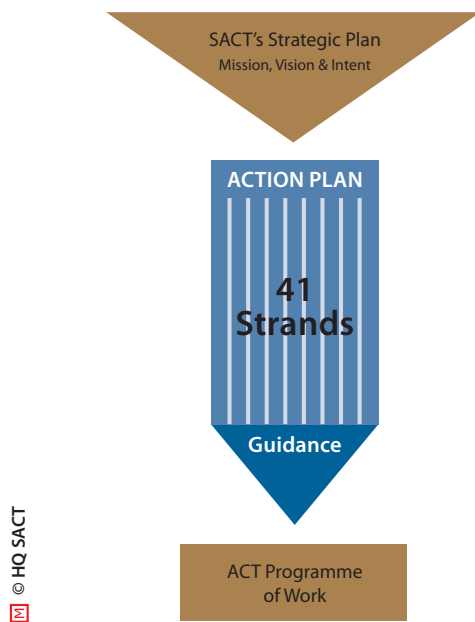 SACT’s Strategic Plan
Mission, Vision & Intent
ACTION PLAN
41
Strands
Guidance
ACT Programme
of Work
M © HQ SACT